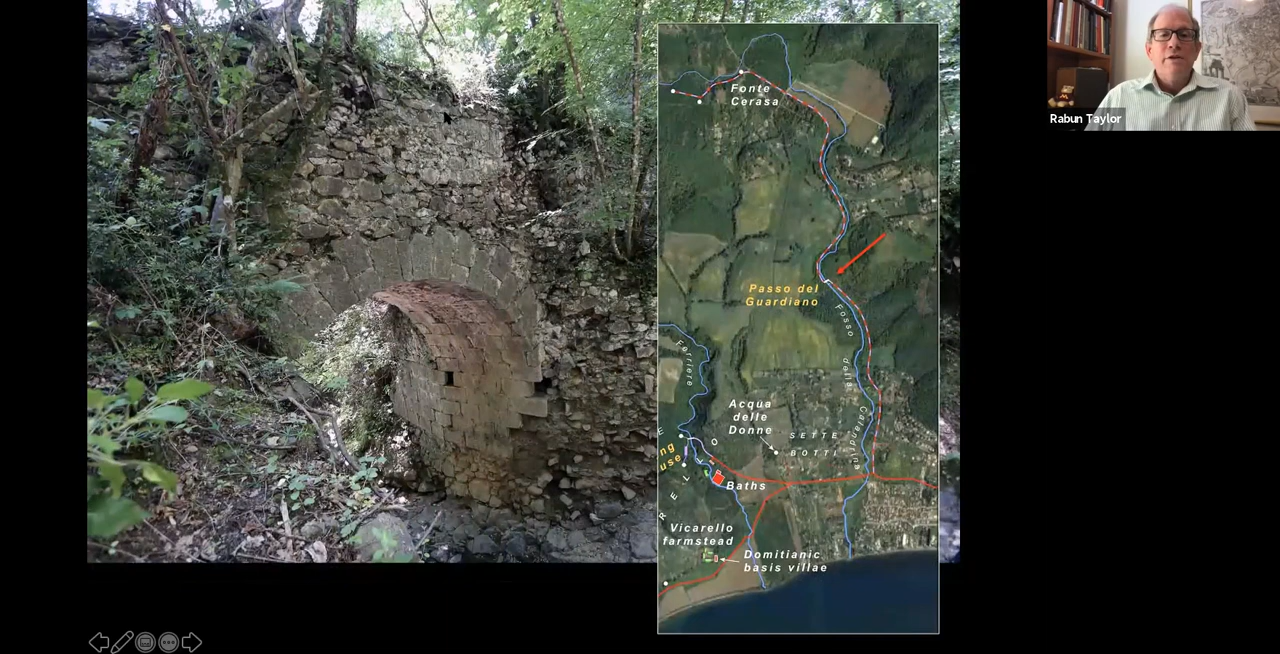 Rabun Taylor
Fonte
Cerasa
Passo del
Guardiano
Fosso
della
Calandrina
Ferriere
Acqua
delle
Donne
SETTE
BOTTI
Baths
Vicarello
farmstead
Domitianic
basis villae